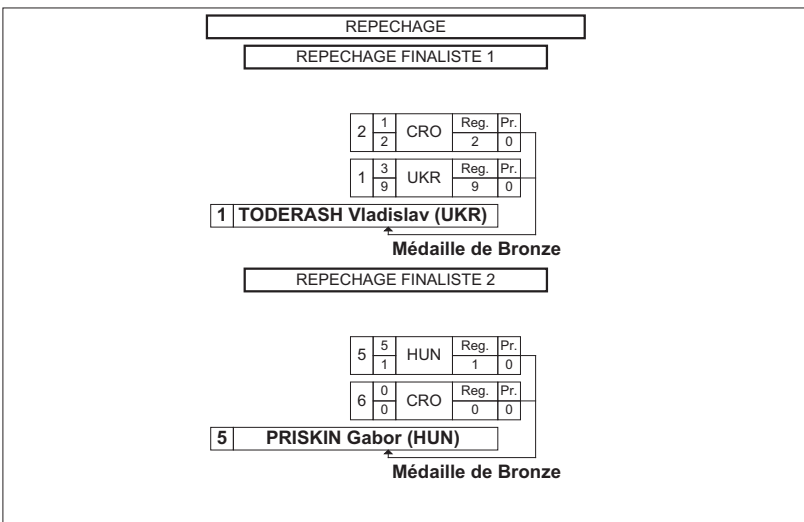 REPECHAGE
REPECHAGE FINALISTE 1
2 1 CRO Reg. Pr.
2 2 0
1 3 UKR Reg. Pr.
9 9 0
1 TODERASH Vladislav (UKR)
Médaille de Bronze
REPECHAGE FINALISTE 2
5 5 HUN Reg. Pr.
1 1 0
6 0 CRO Reg. Pr.
0 0 0
5 PRISKIN Gabor (HUN)
Médaille de Bronze